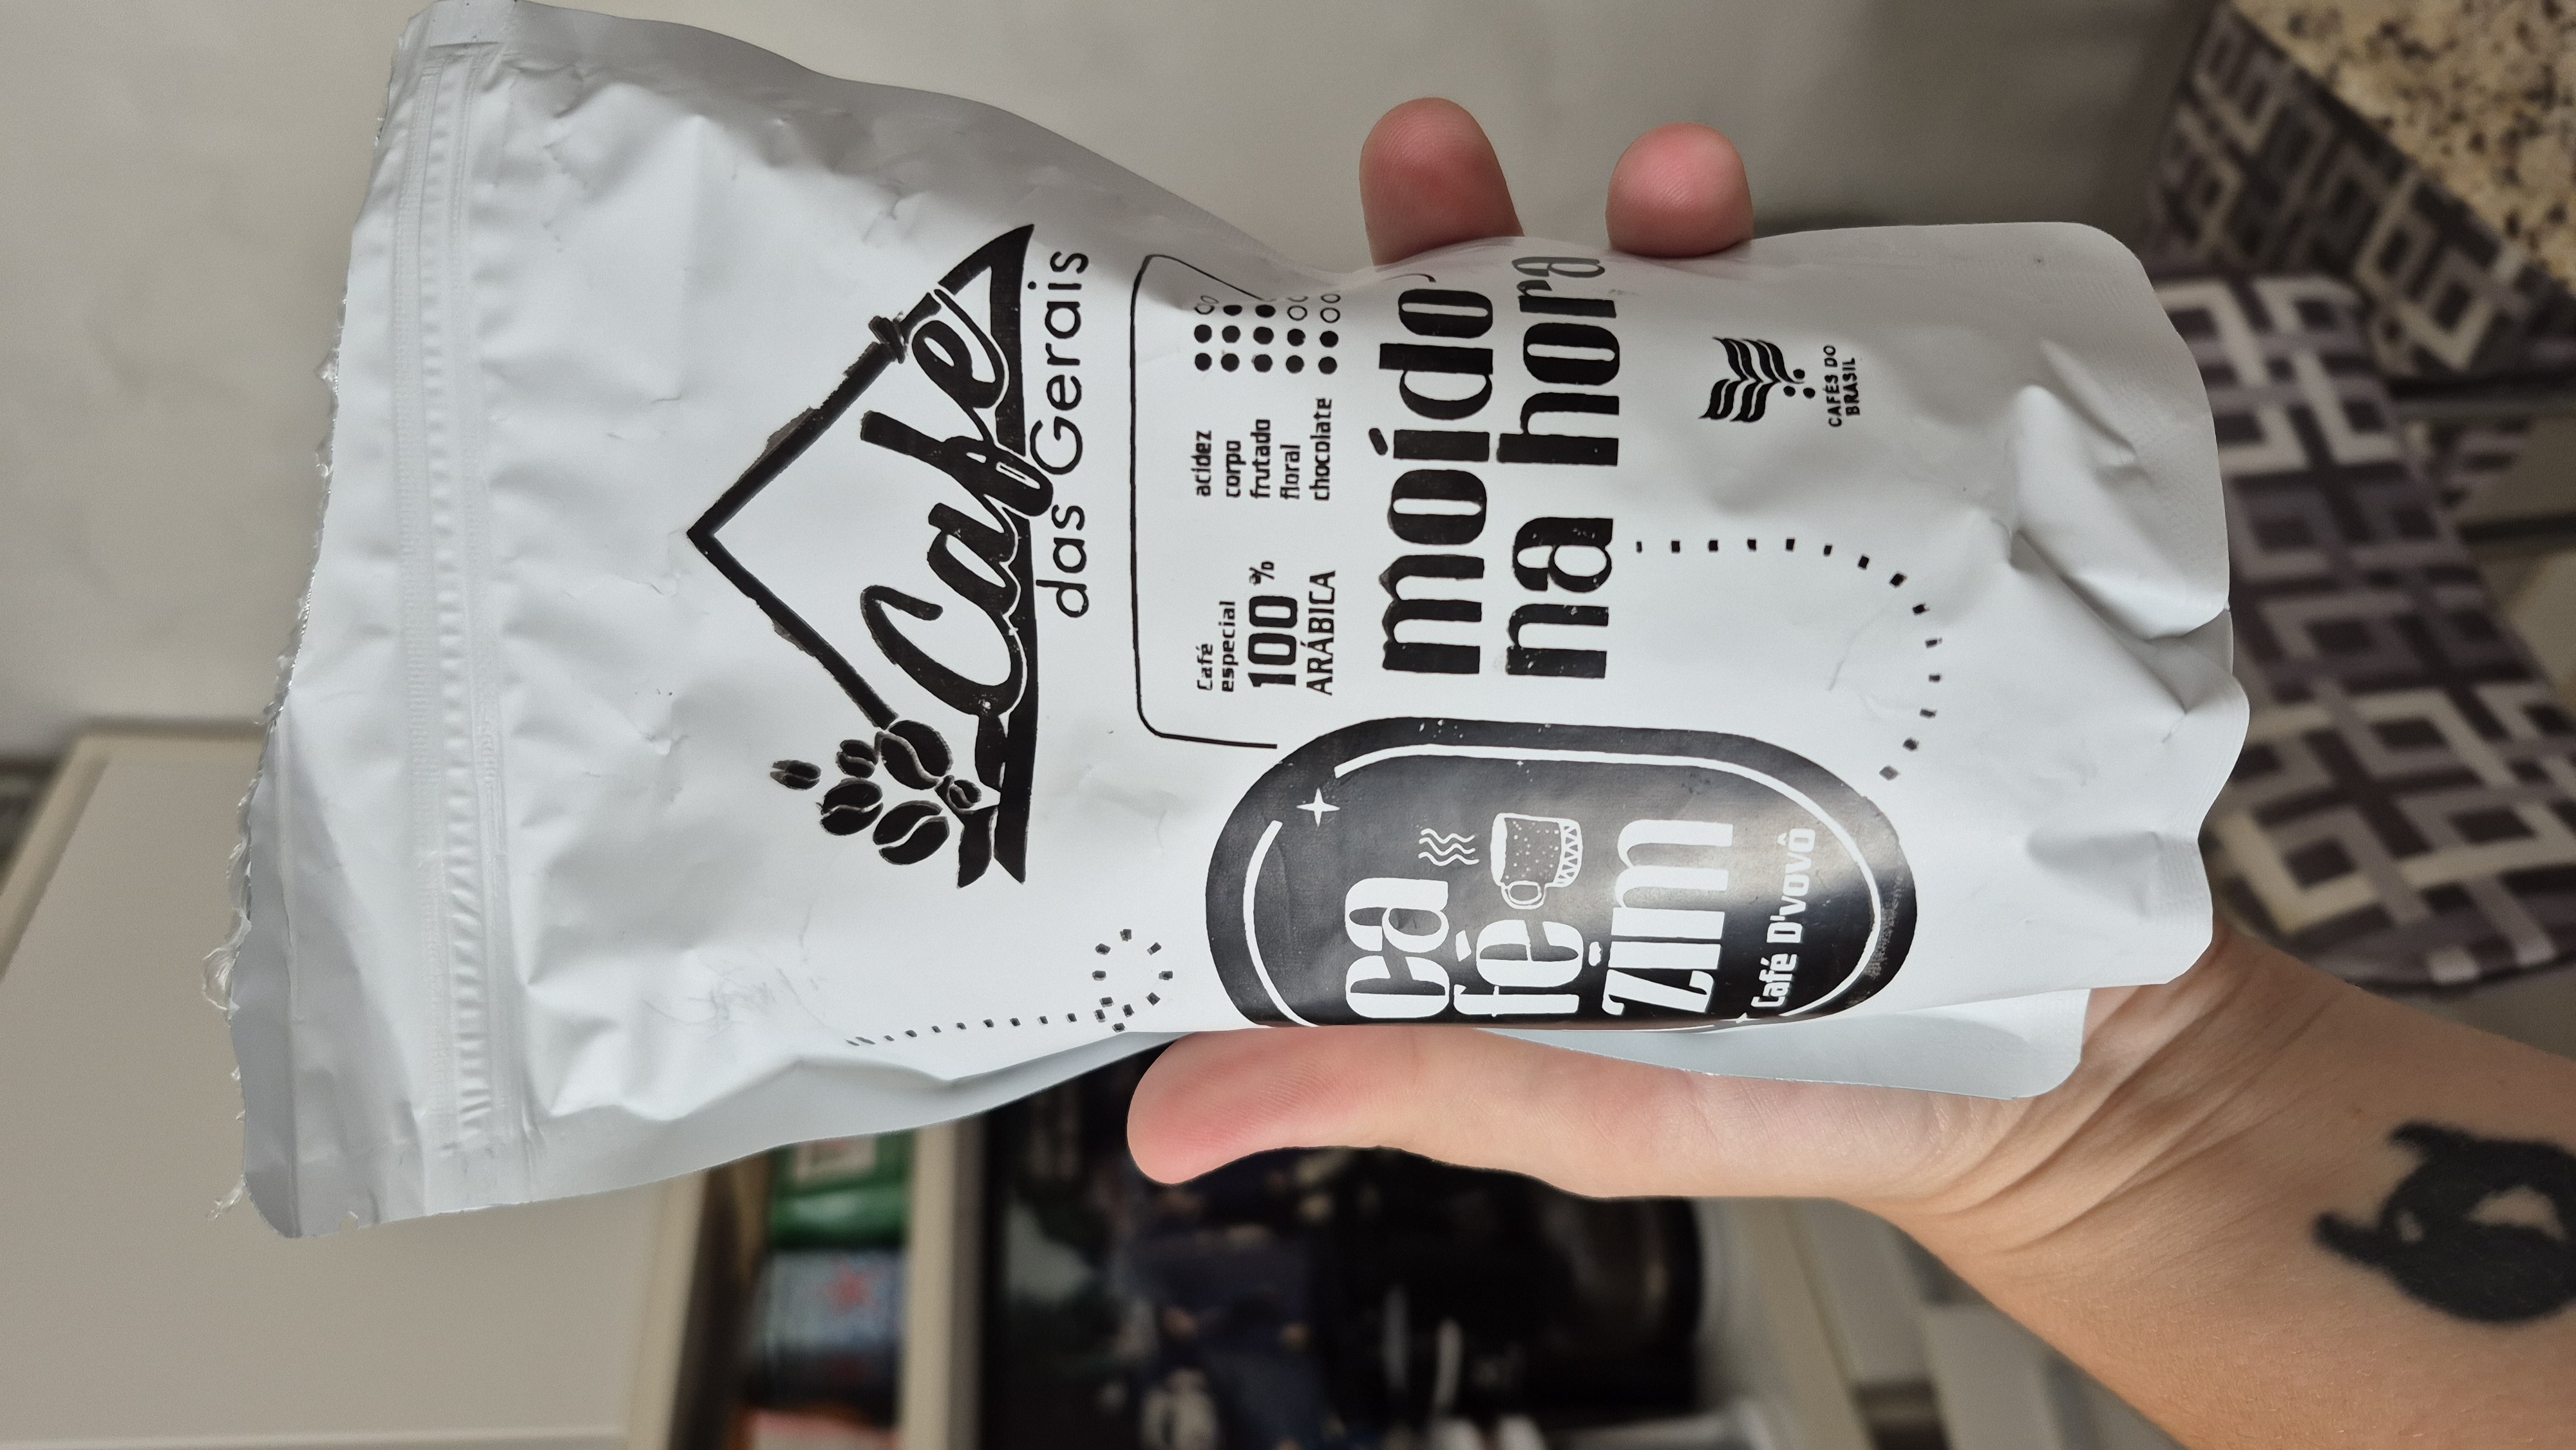 Café
das Gerais
Café
especial
100%
ARÁBICA
acidez
corpo
frutado
floral
chocolate
moído
na hora
ca
fé
zim
Café D'vovô
CAFÉS DO
BRASIL